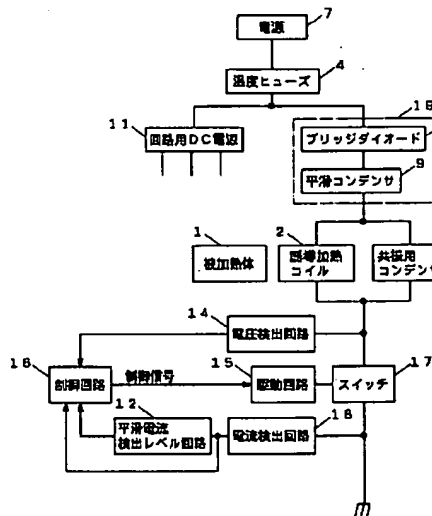 7
電源
4
温度ヒューズ
11
回路用DC電源
18
ブリッジダイオード
9
平滑コンデンサ
1
被加熱体
2
誘導加熱
コイル
共振用
コンデンサ
14
電圧検出回路
16
制御回路
制御信号
15
駆動回路
17
スイッチ
12
平滑電流
検出レベル回路
18
電流検出回路